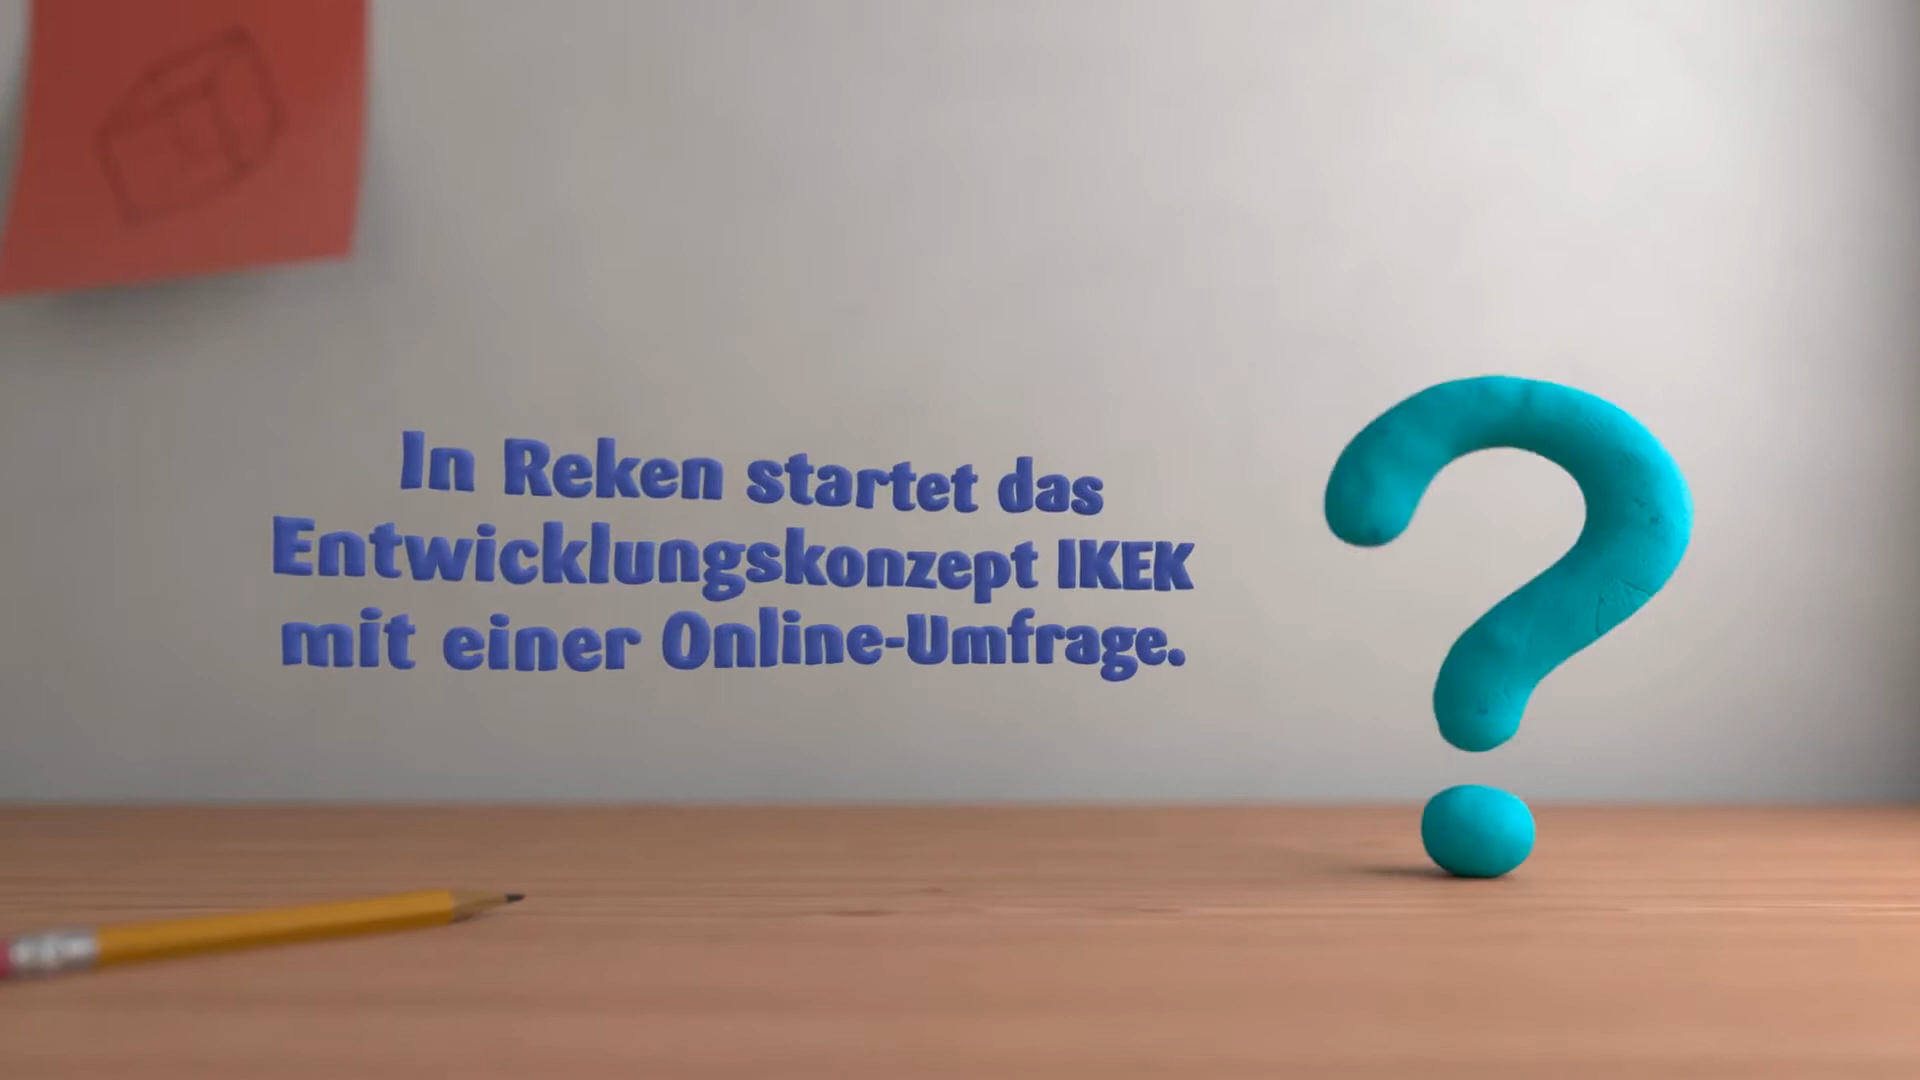 In Reken startet das
Entwicklungskonzept IKEK
mit einer Online-Umfrage.